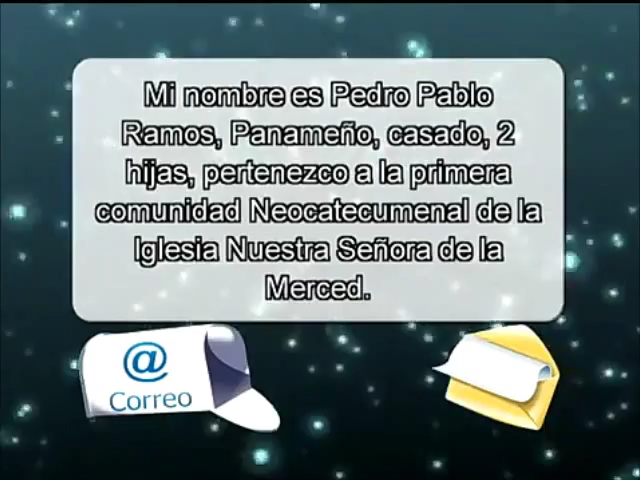 Mi nombre es Pedro Pablo
Ramos, Panameño, casado, 2
hijas, pertenezco a la primera
comunidad Neocatecumenal de la
Iglesia Nuestra Señora de la
Merced.
@
Correo